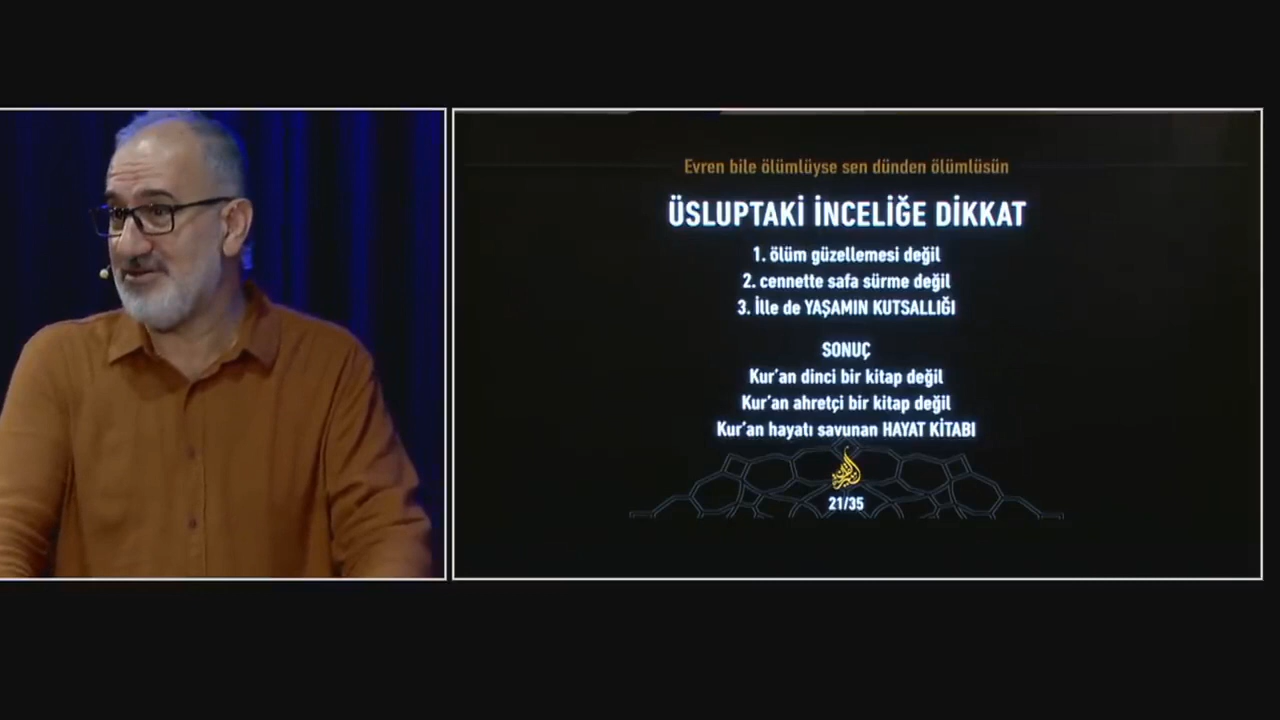 Evren bile ölümlüyse sen dünden ölümlüsün
ÜSLUPTAKİ İNCELİĞE DİKKAT
1. ölüm güzellemesi değil
2. cennette safa sürme değil
3. İlle de YAŞAMIN KUTSALLIĞI
SONUÇ
Kur'an dinci bir kitap değil
Kur'an ahretçi bir kitap değil
Kur'an hayatı savunan HAYAT KİTABI
21/35